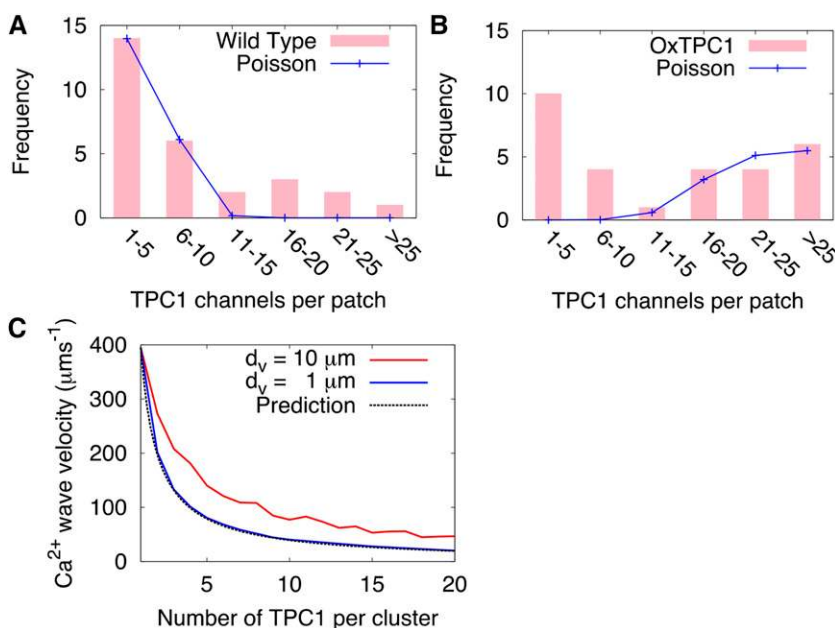 A
Wild Type
Poisson
15
10
5
0
Frequency
1-5
6-10
11-15
16-20
21-25
>25
TPC1 channels per patch
B
OxTPC1
Poisson
15
10
5
0
Frequency
1-5
6-10
11-15
16-20
21-25
>25
TPC1 channels per patch
C
400
300
200
100
0
Ca2+ wave velocity (μms-1)
dv = 10 μm
dv = 1 μm
Prediction
5
10
15
20
Number of TPC1 per cluster